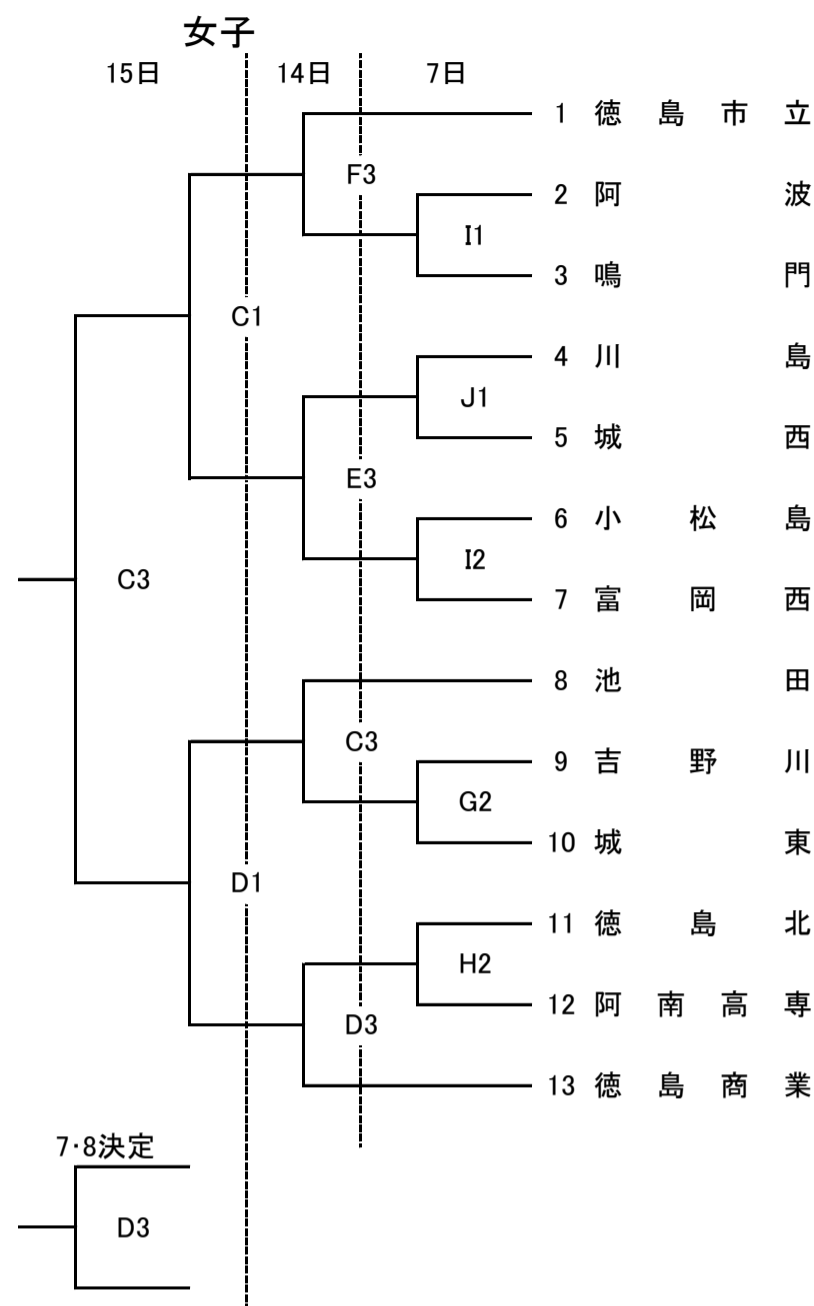 女子
15日 14日 7日
1 徳島市立
F3
2 阿波
I1
3 鳴門
C1
4 川島
J1
5 城西
E3
6 小松島
I2
7 富岡西
C3
8 池田
C3
9 吉野川
G2
10 城東
D1
11 徳島北
H2
12 阿南高専
D3
13 徳島商業
7・8決定
D3